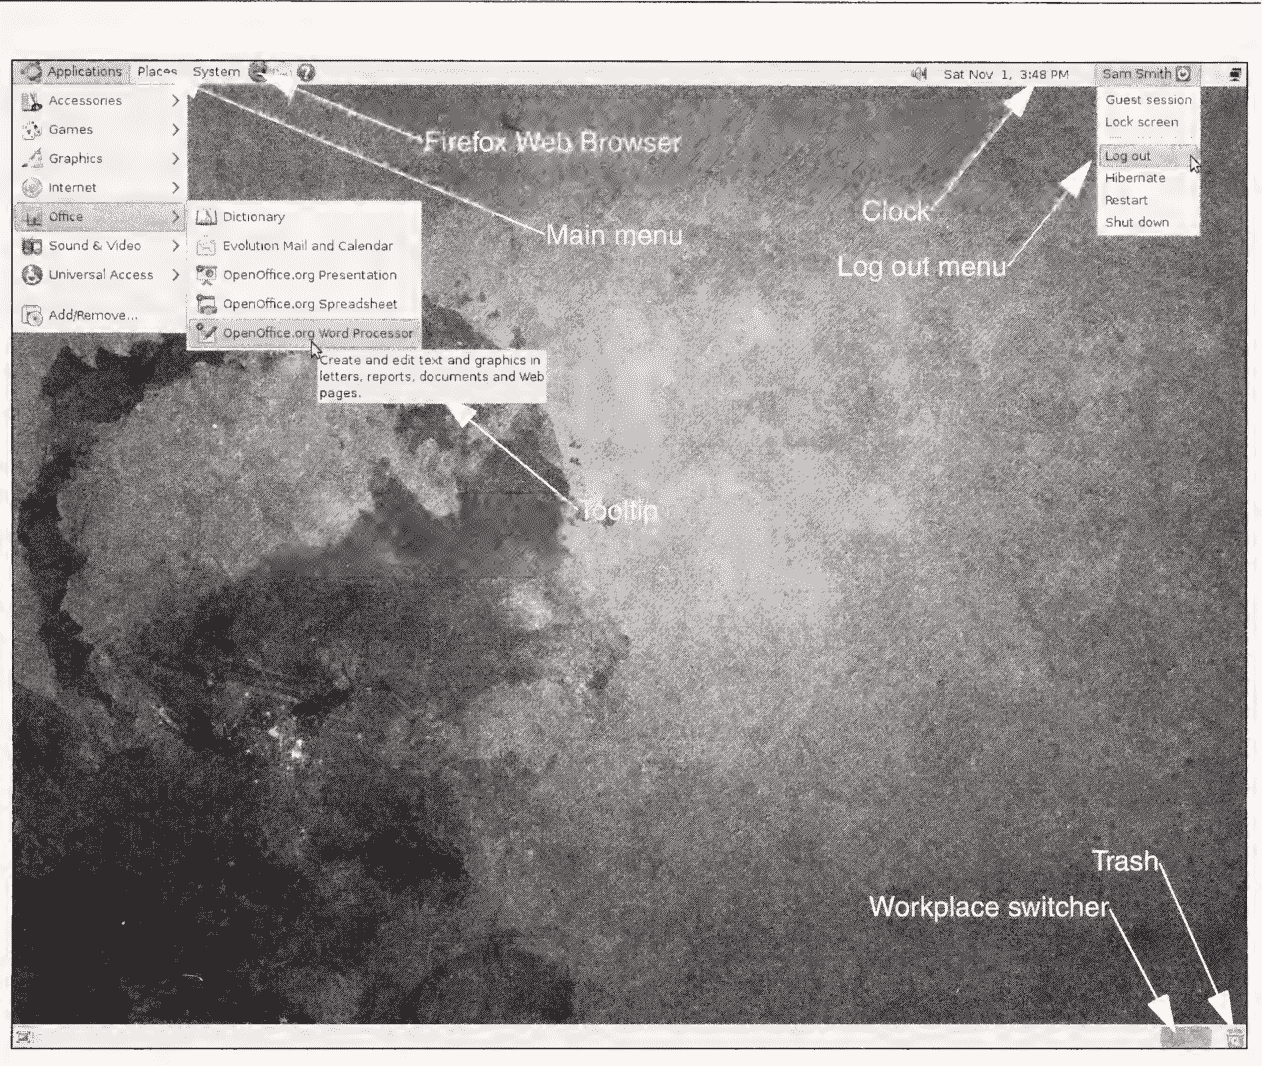 Applications Places System
Sat Nov 1, 3:48 PM Sam Smith
Accessories
Games
Graphics
Internet
Office
Sound & Video
Universal Access
Add/Remove...
Dictionary
Evolution Mail and Calendar
OpenOffice.org Presentation
OpenOffice.org Spreadsheet
OpenOffice.org Word Processor
Create and edit text and graphics in
letters, reports, documents and Web
pages.
Guest session
Lock screen
Log out
Hibernate
Restart
Shut down
Firefox Web Browser
Main menu
Clock
Log out menu
Tooltip
Trash
Workplace switcher